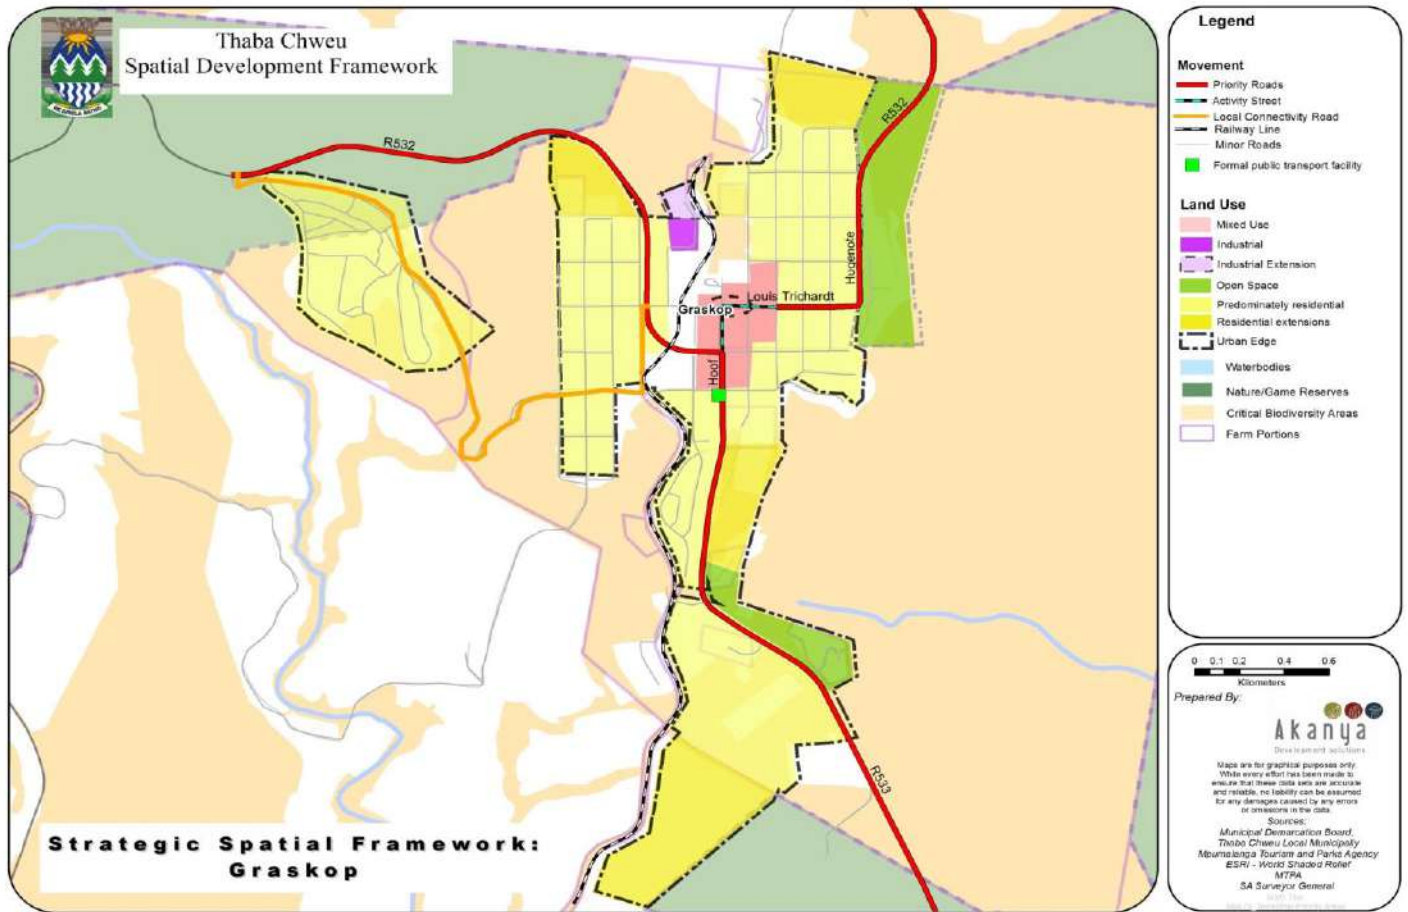 Thaba Chweu
Spatial Development Framework
R532
R532
Hugenote
Louis Trichardt
Graskop
Hoof
R533
Strategic Spatial Framework:
Graskop
Legend
Movement
Priority Roads
Activity Street
Local Connectivity Road
Railway Line
Minor Roads
Formal public transport facility
Land Use
Mixed Use
Industrial
Industrial Extension
Open Space
Predominately residential
Residential extensions
Urban Edge
Waterbodies
Nature/Game Reserves
Critical Biodiversity Areas
Farm Portions
0 0.1 0.2 0.4 0.6
Kilometers
Prepared By:
Akanya
Development solutions
Maps are for graphical purposes only.
While every effort has been made to
ensure that these data sets are accurate
and reliable, no liability can be assumed
for any damages caused by any errors
or omissions in the data.
Sources:
Municipal Demarcation Board,
Thaba Chweu Local Municipality
Mpumalanga Tourism and Parks Agency
ESRI - World Shaded Relief
MTPA
SA Surveyor General